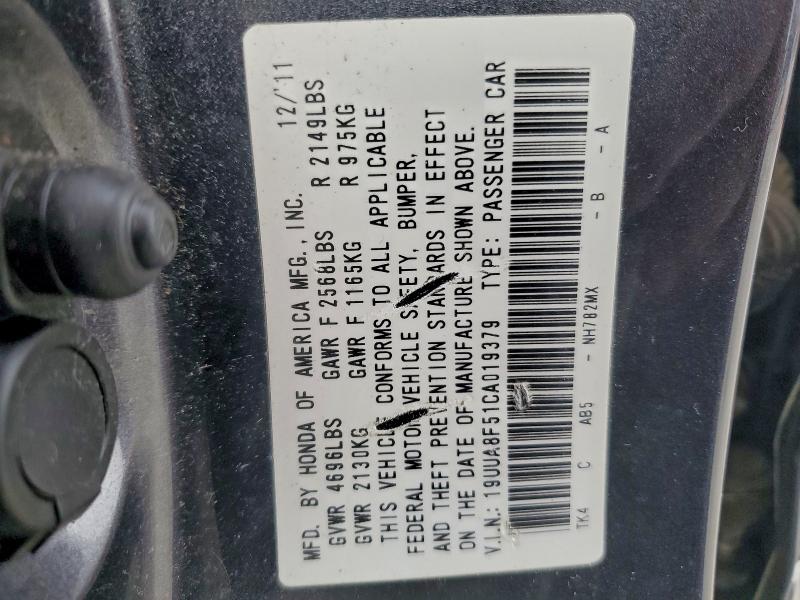 MFD. BY HONDA OF AMERICA MFG., INC. 12/'11
GVWR 4696LBS GAWR F 2568LBS R 2149LBS
GVWR 2130KG GAWR F 1165KG R 975KG
THIS VEHICLE CONFORMS TO ALL APPLICABLE
FEDERAL MOTOR VEHICLE SAFETY, BUMPER,
AND THEFT PREVENTION STANDARDS IN EFFECT
ON THE DATE OF MANUFACTURE SHOWN ABOVE.
V.I.N.: 19UUA8F51CA019379 TYPE: PASSENGER CAR
TK4 C AB5 - NH782MX - B - A